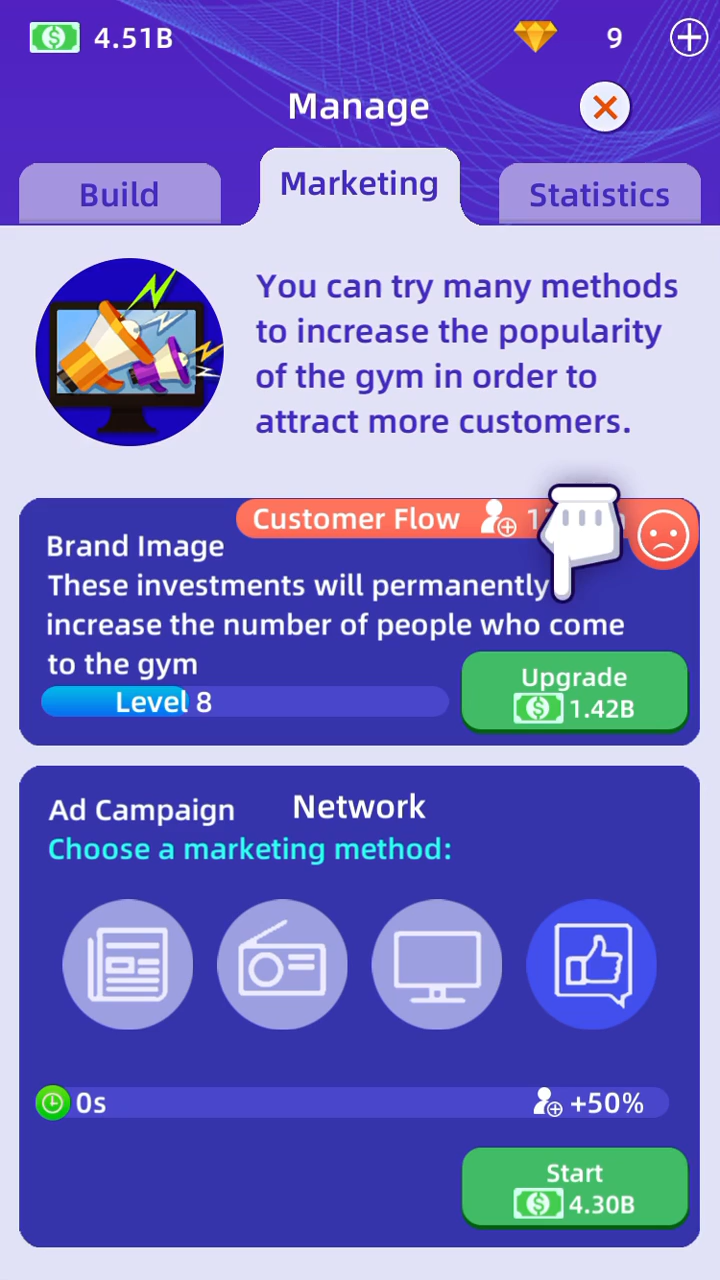 4.51B
9
Manage
Build
Marketing
Statistics
You can try many methods
to increase the popularity
of the gym in order to
attract more customers.
Customer Flow
Brand Image
These investments will permanently
increase the number of people who come
to the gym
Level 8
Upgrade
1.42B
Ad Campaign
Network
Choose a marketing method:
0s
+50%
Start
4.30B